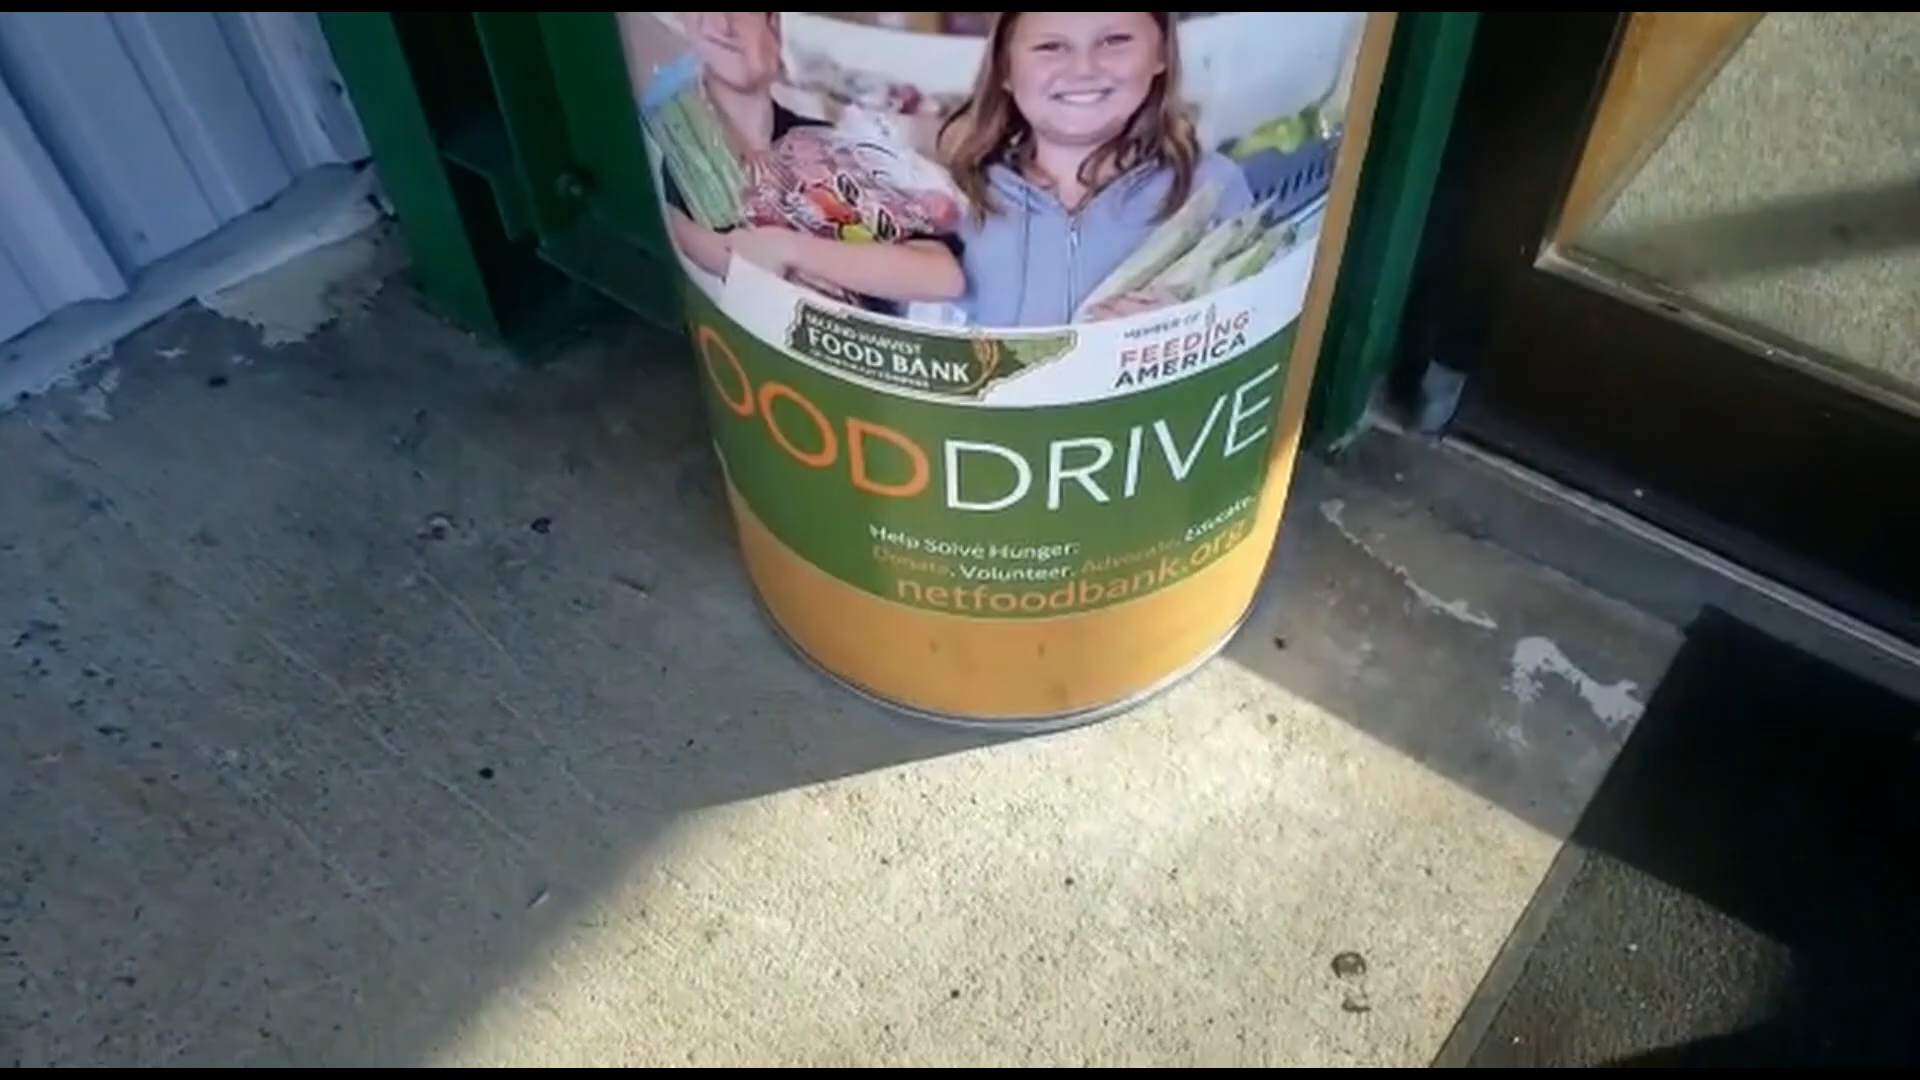 SECOND HARVEST
FOOD BANK
MEMBER OF
FEEDING
AMERICA
OODDRIVE
Help Solve Hunger:
Donate. Volunteer. Advocate. Educate.
netfoodbank.org